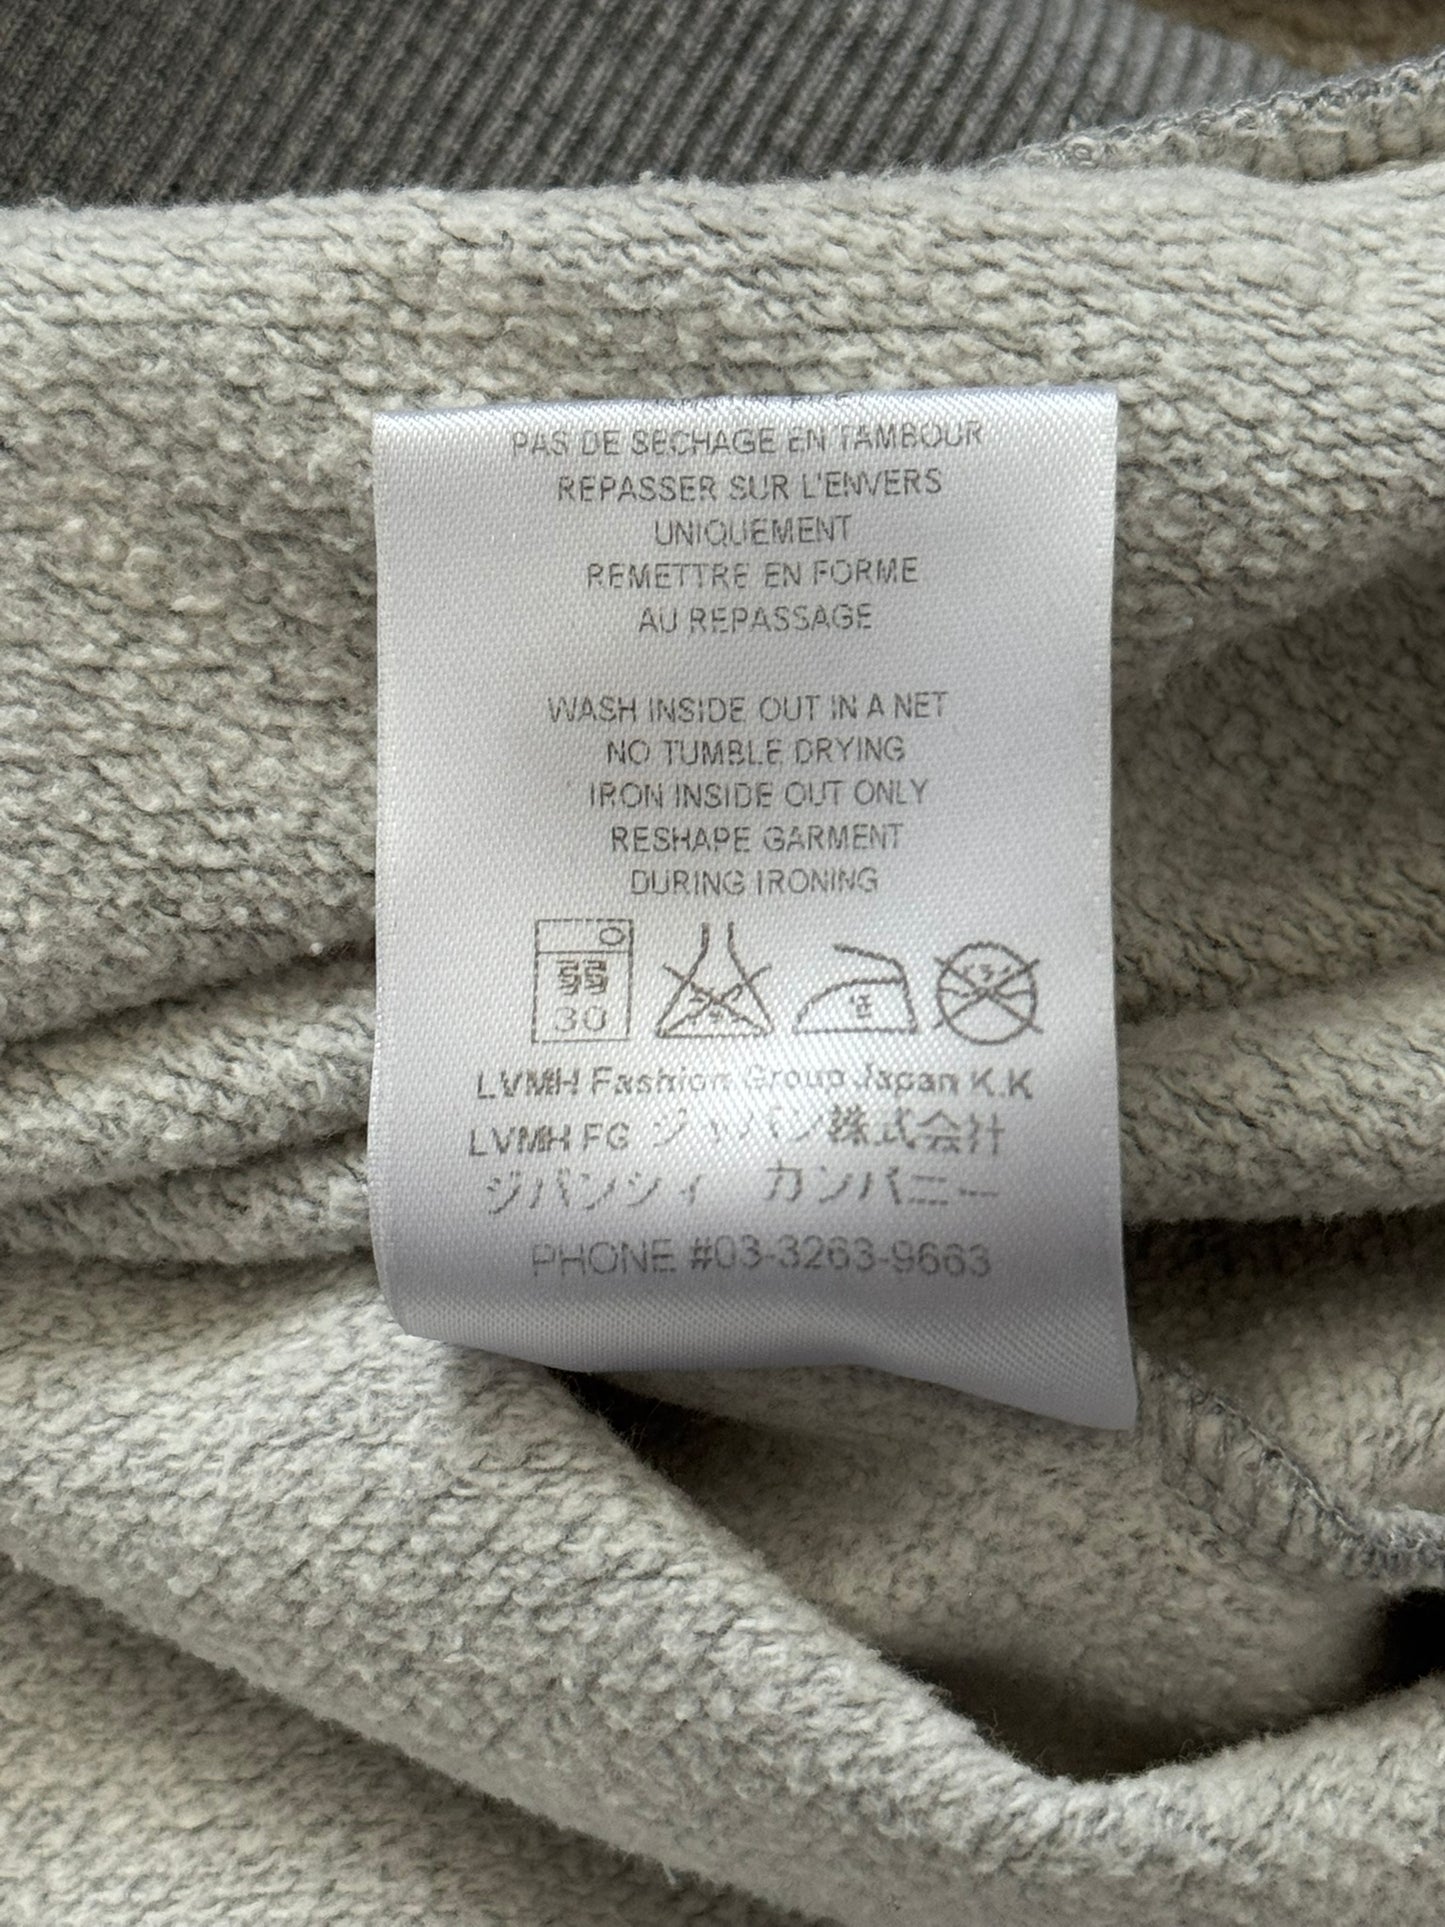 PAS DE SECHAGE EN TAMBOUR
REPASSER SUR L'ENVERS
UNIQUEMENT
REMETTRE EN FORME
AU REPASSAGE
WASH INSIDE OUT IN A NET
NO TUMBLE DRYING
IRON INSIDE OUT ONLY
RESHAPE GARMENT
DURING IRONING
30
LVMH Fashion Group Japan K.K
LVMH FG ジャパン株式会社
ジバンシィ カンパニー
PHONE #03-3263-9663